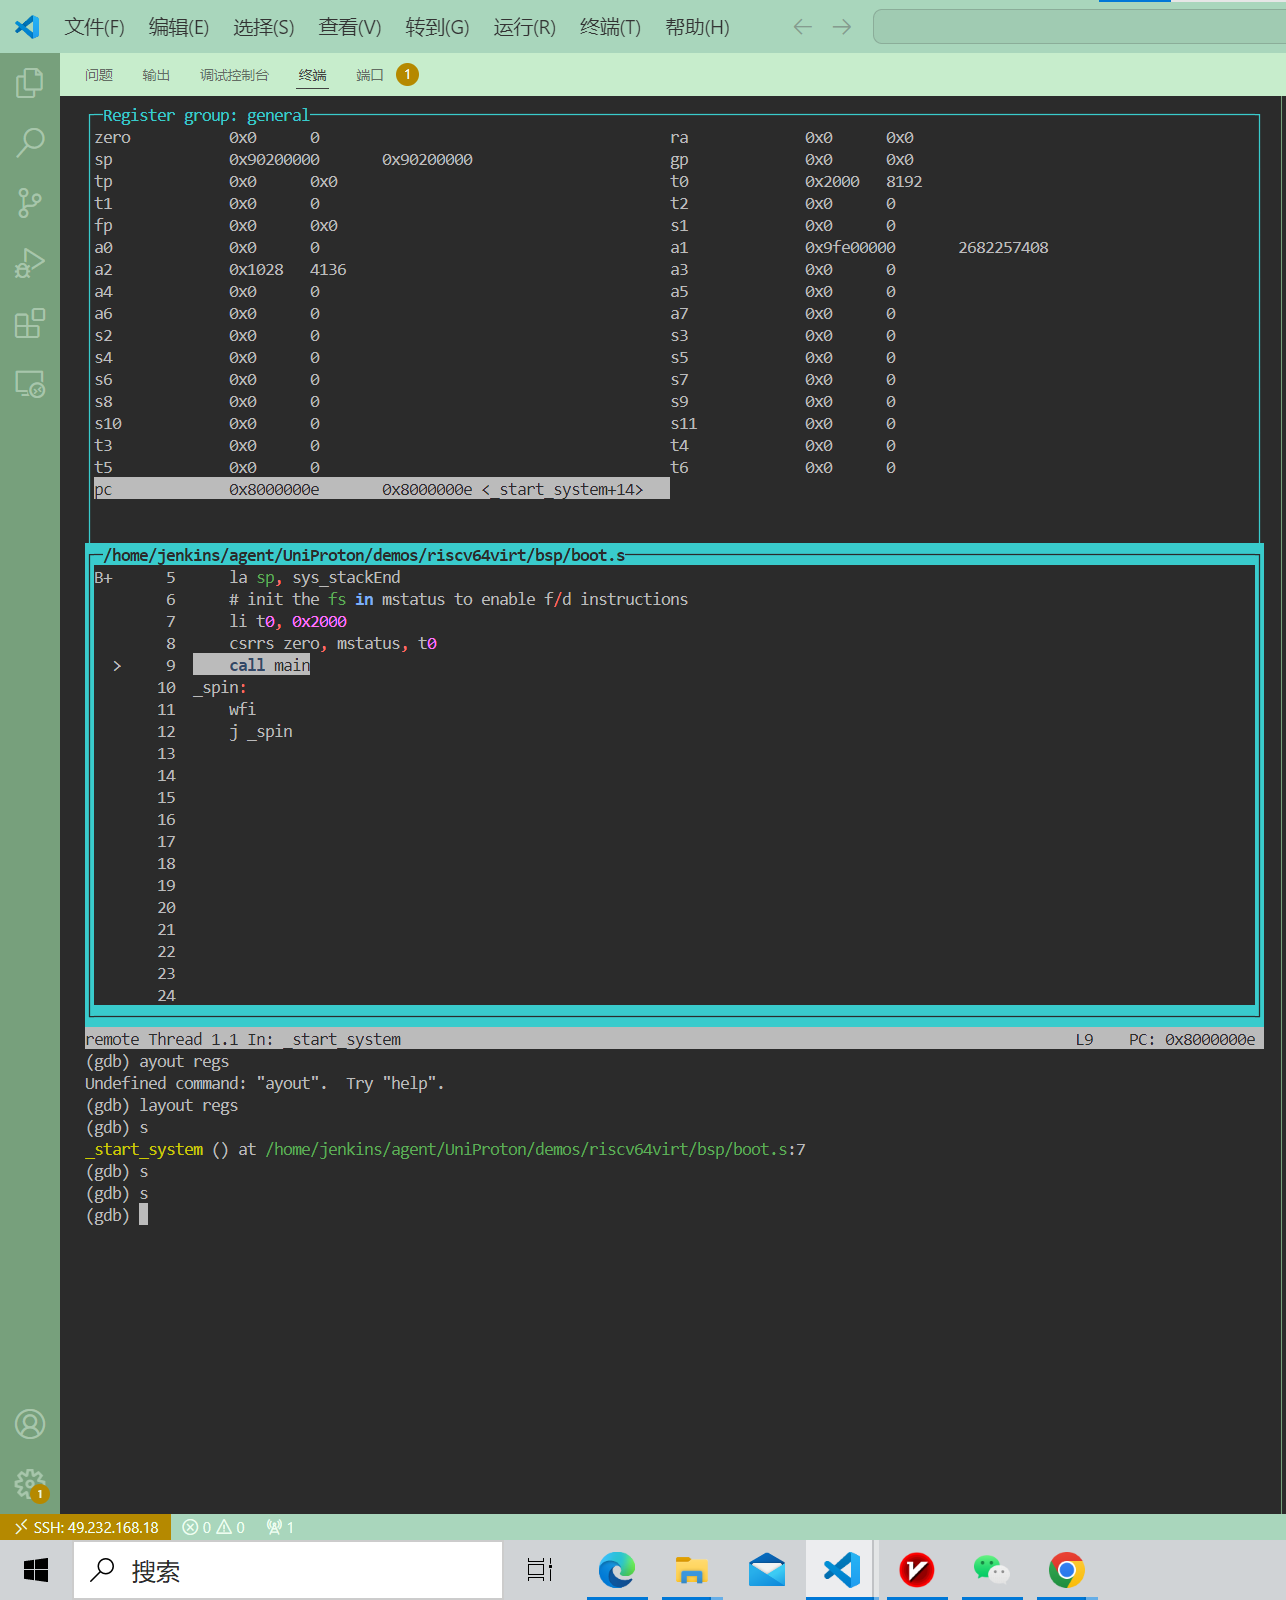 文件(F) 编辑(E) 选择(S) 查看(V) 转到(G) 运行(R) 终端(T) 帮助(H)
问题 输出 调试控制台 终端 端口 1
Register group: general
zero 0x0 0 ra 0x0 0x0
sp 0x90200000 0x90200000 gp 0x0 0x0
tp 0x0 0x0 t0 0x2000 8192
t1 0x0 0 t2 0x0 0
fp 0x0 0x0 s1 0x0 0
a0 0x0 0 a1 0x9fe00000 2682257408
a2 0x1028 4136 a3 0x0 0
a4 0x0 0 a5 0x0 0
a6 0x0 0 a7 0x0 0
s2 0x0 0 s3 0x0 0
s4 0x0 0 s5 0x0 0
s6 0x0 0 s7 0x0 0
s8 0x0 0 s9 0x0 0
s10 0x0 0 s11 0x0 0
t3 0x0 0 t4 0x0 0
t5 0x0 0 t6 0x0 0
pc 0x8000000e 0x8000000e <_start_system+14>
/home/jenkins/agent/UniProton/demos/riscv64virt/bsp/boot.s
B+ 5 la sp, sys_stackEnd
6 # init the fs in mstatus to enable f/d instructions
7 li t0, 0x2000
8 csrrs zero, mstatus, t0
> 9 call main
10 _spin:
11 wfi
12 j _spin
13
14
15
16
17
18
19
20
21
22
23
24
remote Thread 1.1 In: _start_system L9 PC: 0x8000000e
(gdb) ayout regs
Undefined command: "ayout". Try "help".
(gdb) layout regs
(gdb) s
_start_system () at /home/jenkins/agent/UniProton/demos/riscv64virt/bsp/boot.s:7
(gdb) s
(gdb) s
(gdb)
1
SSH: 49.232.168.18 0 0 1
搜索